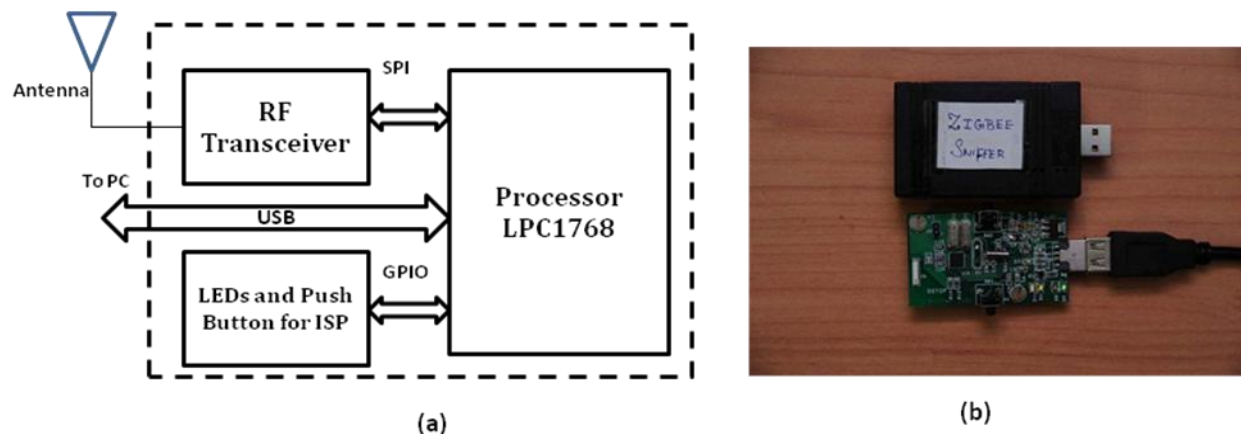 Antenna
RF
Transceiver
SPI
Processor
LPC1768
To PC
USB
GPIO
LEDs and Push
Button for ISP
(a)
ZIGBEE
SNIFFER
(b)